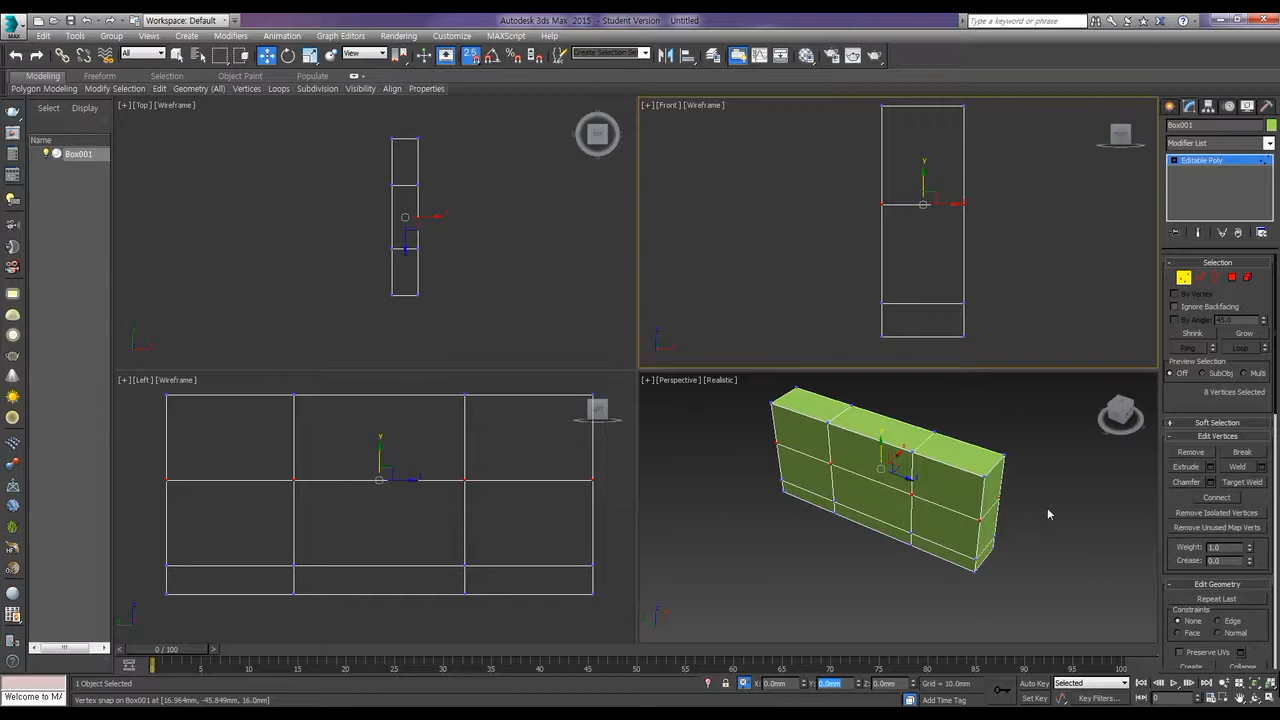 Workspace: Default
Autodesk 3ds Max 2015 - Student Version Untitled
Type a keyword or phrase
MAX
Edit Tools Group Views Create Modifiers Animation Graph Editors Rendering Customize MAXScript Help
All View 2.5 Create Selection Se
Modeling Freeform Selection Object Paint Populate
Polygon Modeling Modify Selection Edit Geometry (All) Vertices Loops Subdivision Visibility Align Properties
Select Display
Name
Box001
[+] [Top] [Wireframe]
[+] [Front] [Wireframe]
[+] [Left] [Wireframe]
[+] [Perspective] [Realistic]
Box001
Modifier List
Editable Poly
Selection
By Vertex
Ignore Backfacing
By Angle: 45.0
Shrink Grow
Ring Loop
Preview Selection
Off SubObj Multi
8 Vertices Selected
Soft Selection
Edit Vertices
Remove Break
Extrude Weld
Chamfer Target Weld
Connect
Remove Isolated Vertices
Remove Unused Map Verts
Weight: 1.0
Crease: 0.0
Edit Geometry
Repeat Last
Constraints
None Edge
Face Normal
Preserve UVs
Create Collapse
0 / 100
0 5 10 15 20 25 30 35 40 45 50 55 60 65 70 75 80 85 90 95 100
1 Object Selected
X: 0.0mm Y: 0.0mm Z: 0.0mm Grid = 10.0mm
Auto Key Selected
Welcome to MA
Vertex snap on Box001 at [16.964mm, -45.849mm, 16.0mm]
Add Time Tag
Set Key Key Filters...
0